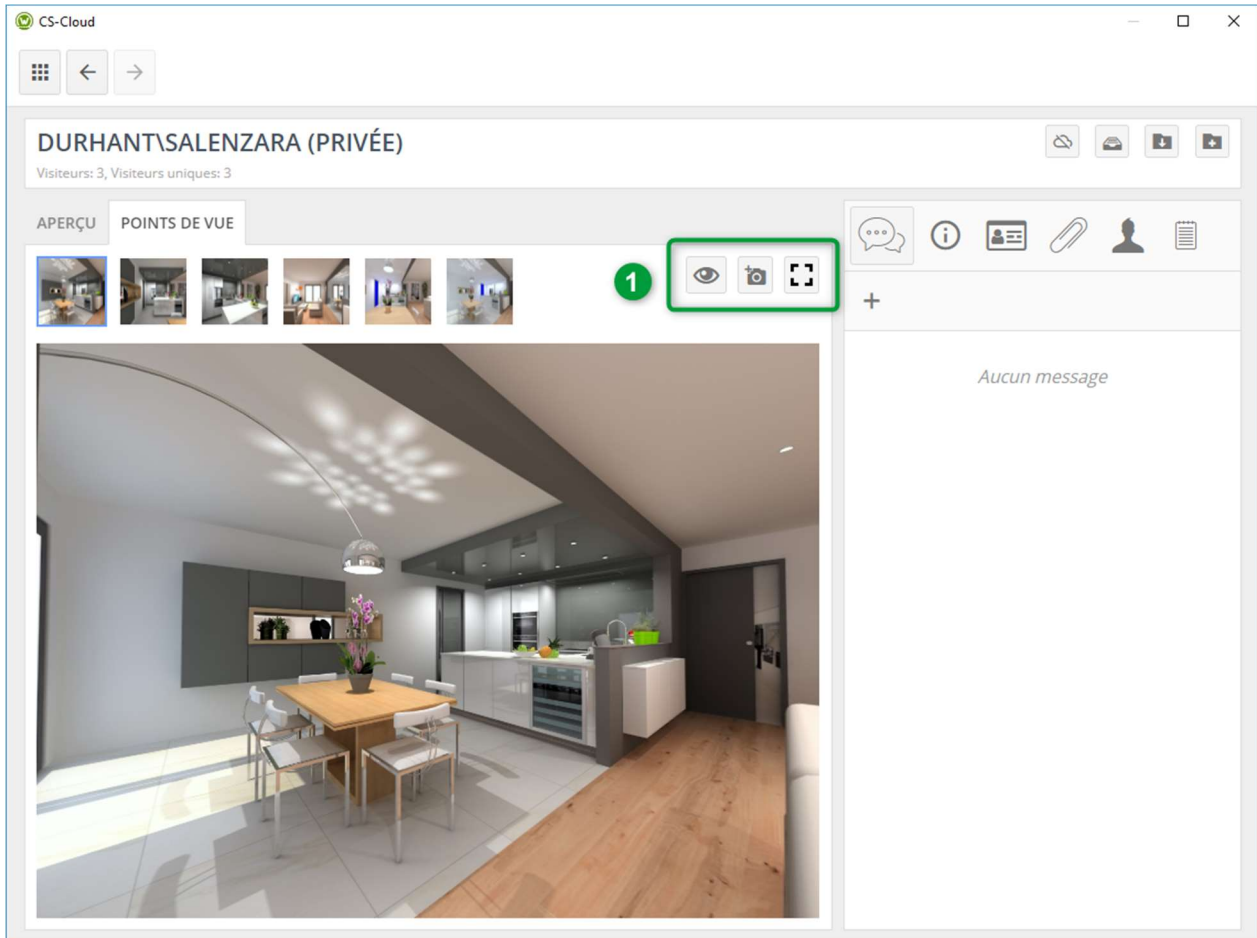 CS-Cloud
DURHANT\SALENZARA (PRIVÉE)
Visiteurs: 3, Visiteurs uniques: 3
APERÇU
POINTS DE VUE
1
Aucun message